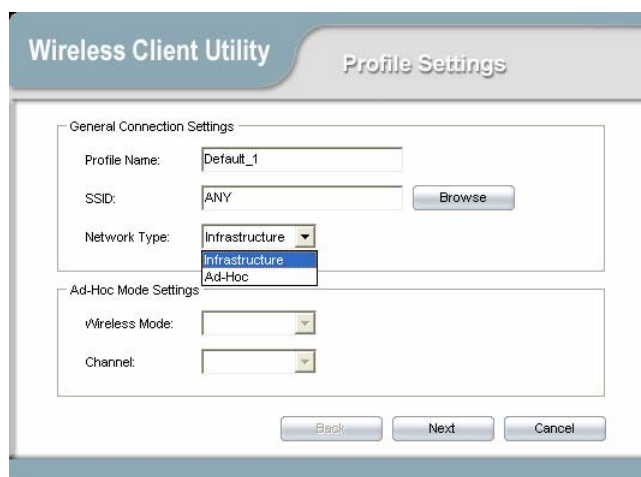 Wireless Client Utility
Profile Settings
General Connection Settings
Profile Name: Default_1
SSID: ANY Browse
Network Type: Infrastructure
Infrastructure
Ad-Hoc
Ad-Hoc Mode Settings
Wireless Mode:
Channel:
Back Next Cancel